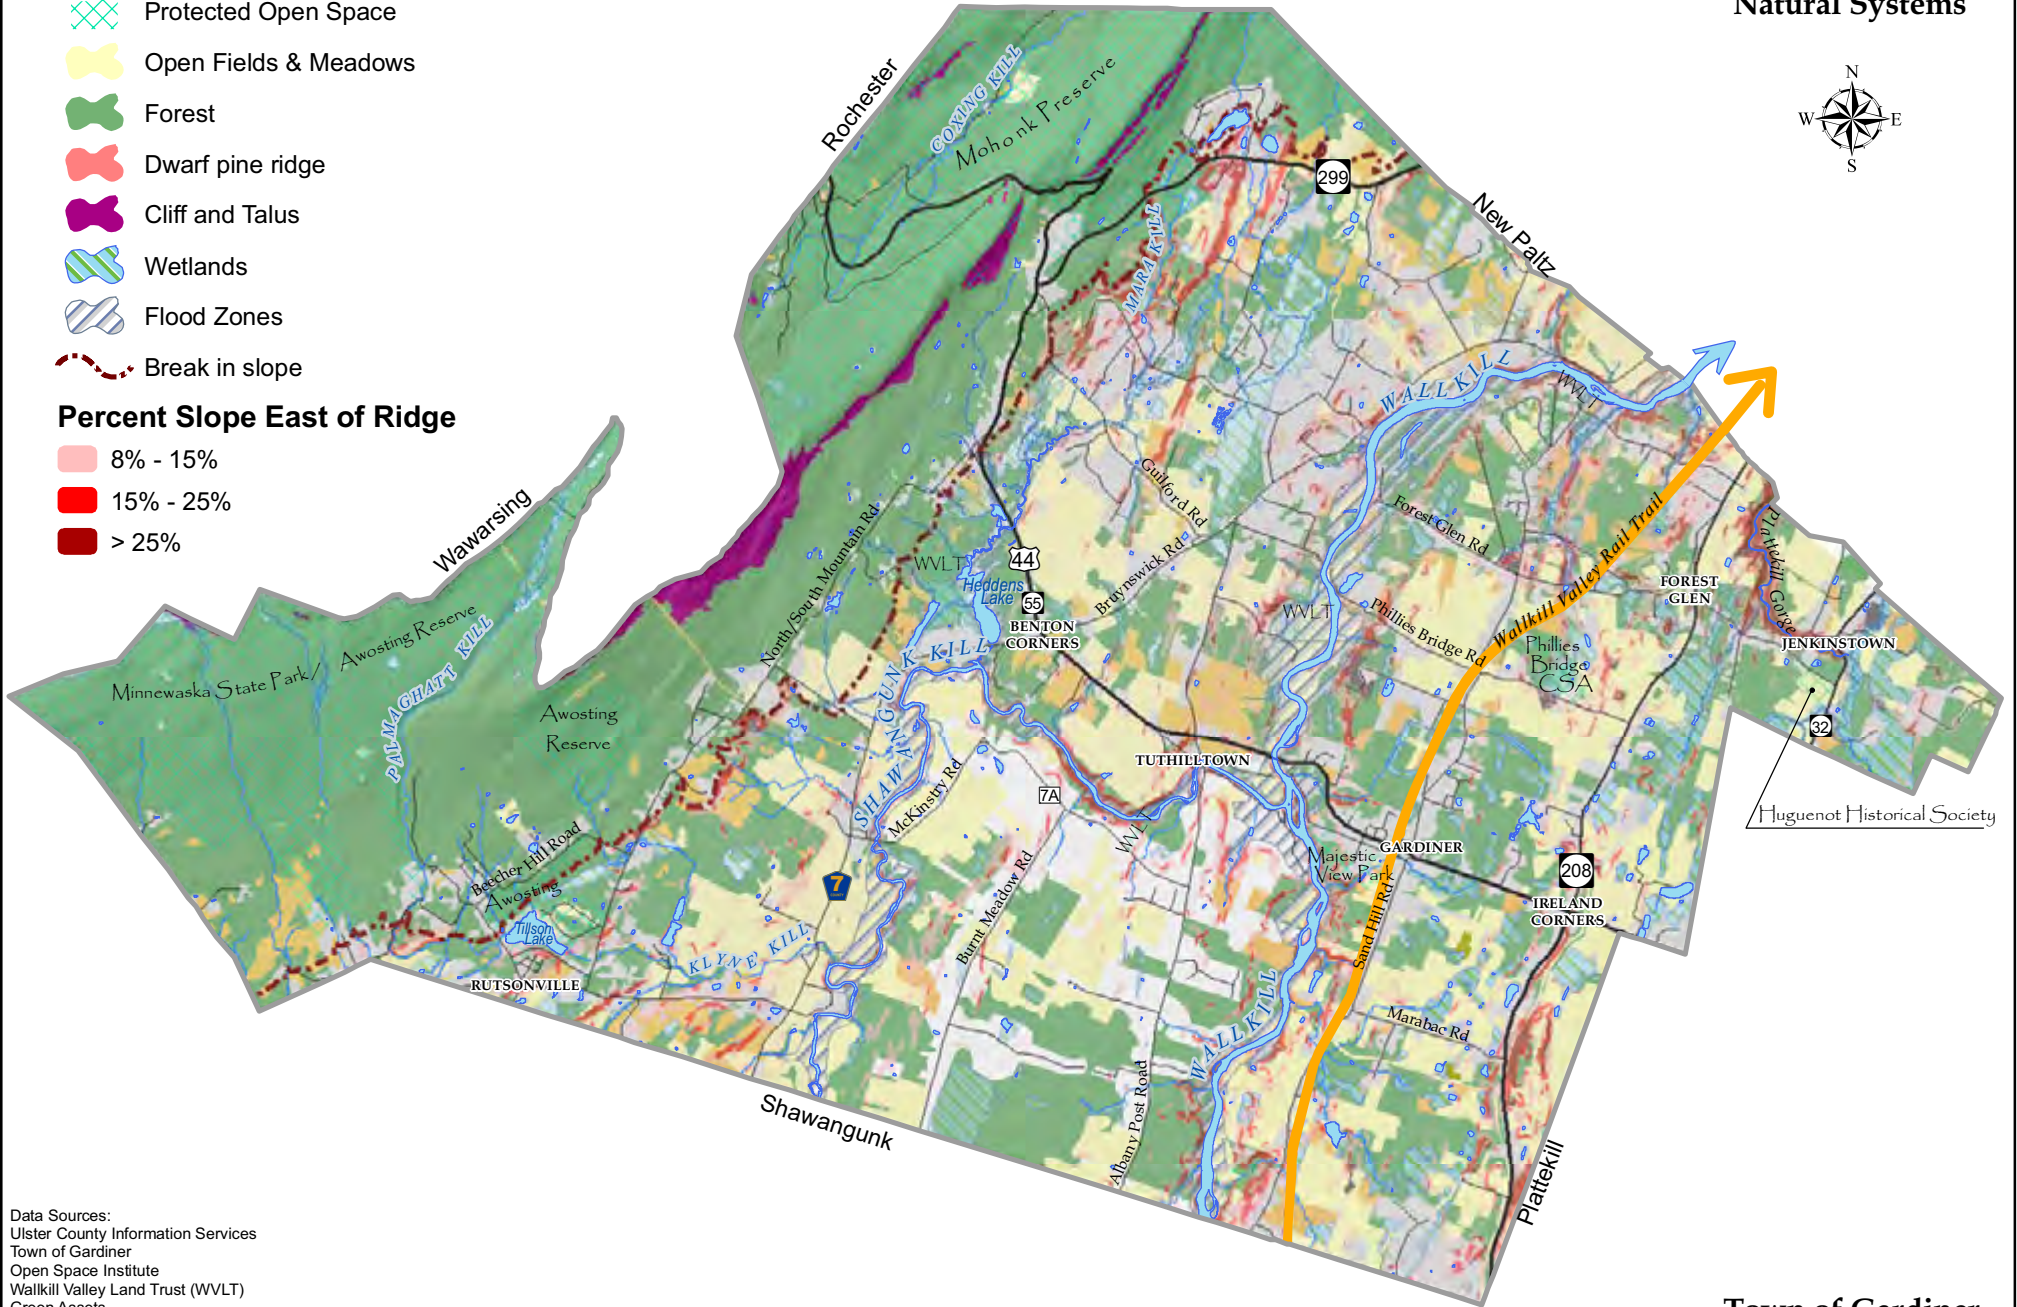 Natural Systems
Protected Open Space
Open Fields & Meadows
Forest
Dwarf pine ridge
Cliff and Talus
Wetlands
Flood Zones
Break in slope
Percent Slope East of Ridge
8% - 15%
15% - 25%
> 25%
N
W
E
S
Rochester
COXING KILL
Mohonk Preserve
299
New Paltz
MARA KILL
WALLKILL
WVLT
Wawarsing
Guilford Rd
Forest Glen Rd
Wallkill Valley Rail Trail
North/South Mountain Rd
WVLT
44
Heddens
Lake
55
BENTON
CORNERS
Bruynswick Rd
WVLT
Phillies Bridge Rd
Phillies
Bridge
CSA
FOREST
GLEN
Plattekill Gorge
JENKINSTOWN
32
Huguenot Historical Society
Minnewaska State Park/
Awosting Reserve
PALMAGHATT KILL
Awosting
Reserve
SHAWANGUNK KILL
McKinstry Rd
7A
TUTHILLTOWN
WVLT
Majestic
View Park
GARDINER
208
IRELAND
CORNERS
Beecher Hill Road
Awosting
Tillson
Lake
RUTSONVILLE
KLYNE KILL
7
Burnt Meadow Rd
Sand Hill Rd
Marabac Rd
WALLKILL
Albany Post Road
Shawangunk
Plattekill
Data Sources:
Ulster County Information Services
Town of Gardiner
Open Space Institute
Wallkill Valley Land Trust (WVLT)
Green Assets
Town of Gardiner